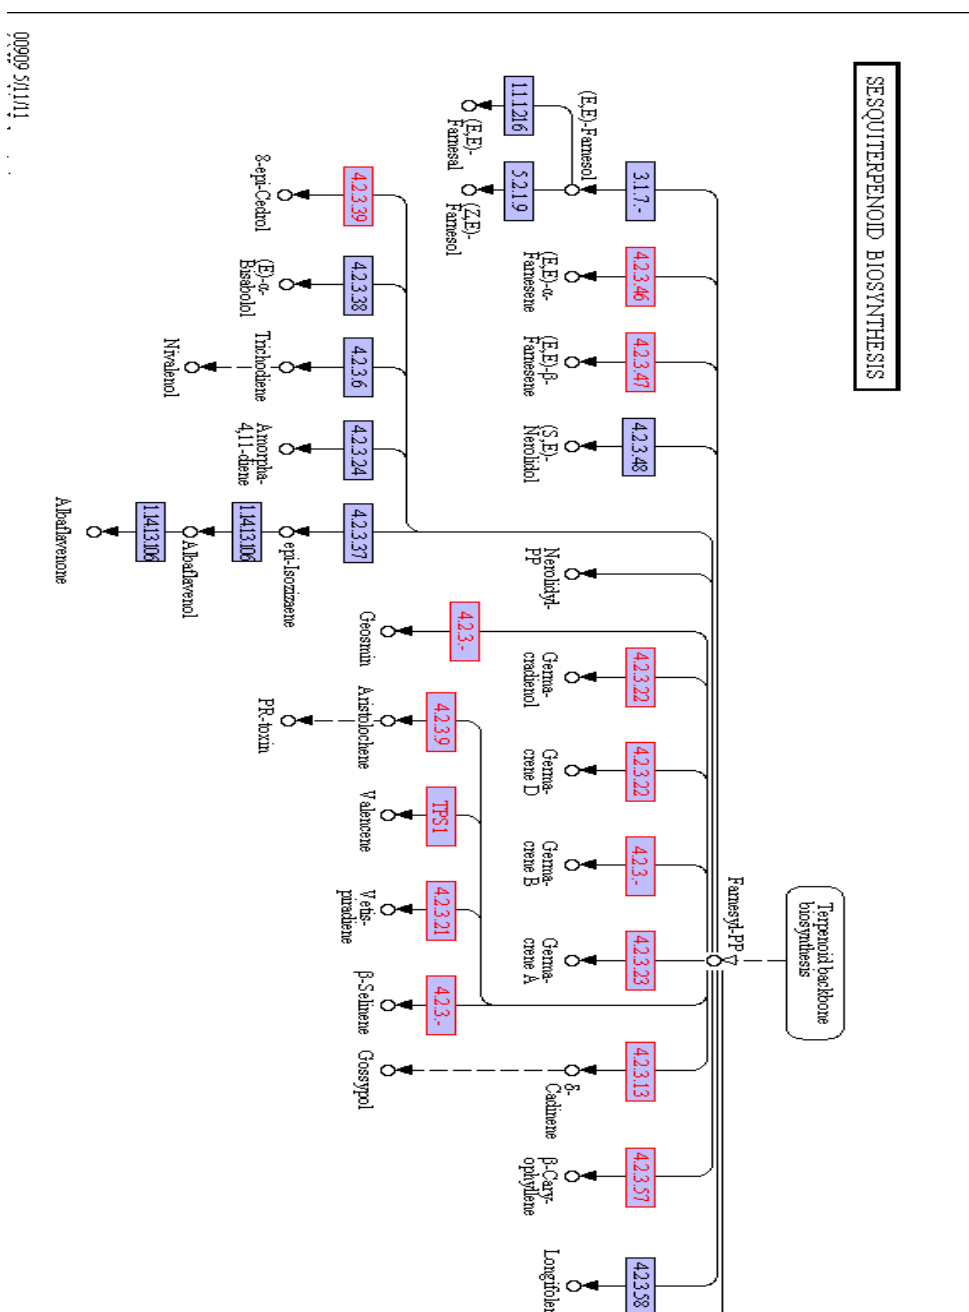 SESQUITERPENOID BIOSYNTHESIS
Terpenoid backbone
biosynthesis
Farnesyl-PP
3.1.7.-
(E,E)-Farnesol
1.1.1.216
(E,E)-
Farnesal
5.2.1.9
(Z,E)-
Farnesol
4.2.3.46
(E,E)-α-
Farnesene
4.2.3.47
(E,E)-β-
Farnesene
4.2.3.48
(S,E)-
Nerolidol
Nerolidyl-
PP
4.2.3.22
Germa-
cradienol
4.2.3.22
Germa-
crene D
4.2.3.-
Germa-
crene B
4.2.3.23
Germa-
crene A
4.2.3.13
δ-
Cadinene
Gossypol
4.2.3.57
β-Cary-
ophyllene
4.2.3.58
Longifolen
4.2.3.-
Geosmin
4.2.3.9
Aristolochene
PR-toxin
TPS1
Valencene
4.2.3.21
Vetis-
piradiene
4.2.3.-
β-Selinene
4.2.3.39
8-epi-Cedrol
4.2.3.38
(E)-α-
Bisabolol
4.2.3.6
Trichodiene
Nivalenol
4.2.3.24
Amorpha-
4,11-diene
4.2.3.37
epi-Isozizaene
1.14.13.106
Albaflavenol
1.14.13.106
Albaflavenone
00909 5/11/11